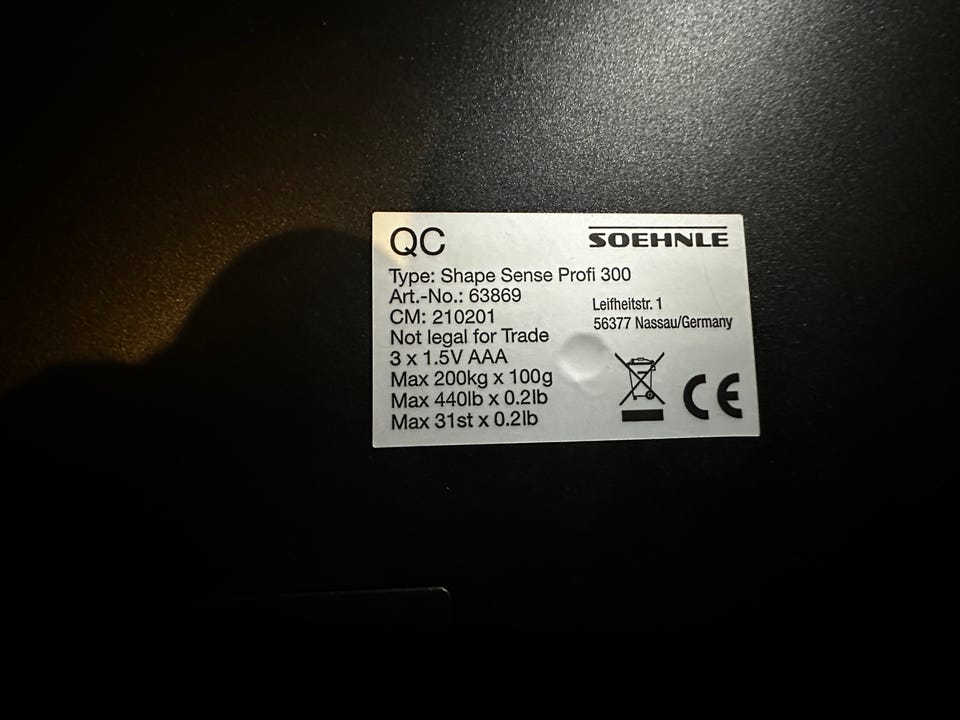 QC
SOEHNLE
Type: Shape Sense Profi 300
Art.-No.: 63869
CM: 210201
Not legal for Trade
3 x 1.5V AAA
Max 200kg x 100g
Max 440lb x 0.2lb
Max 31st x 0.2lb
Leifheitstr. 1
56377 Nassau/Germany
CE